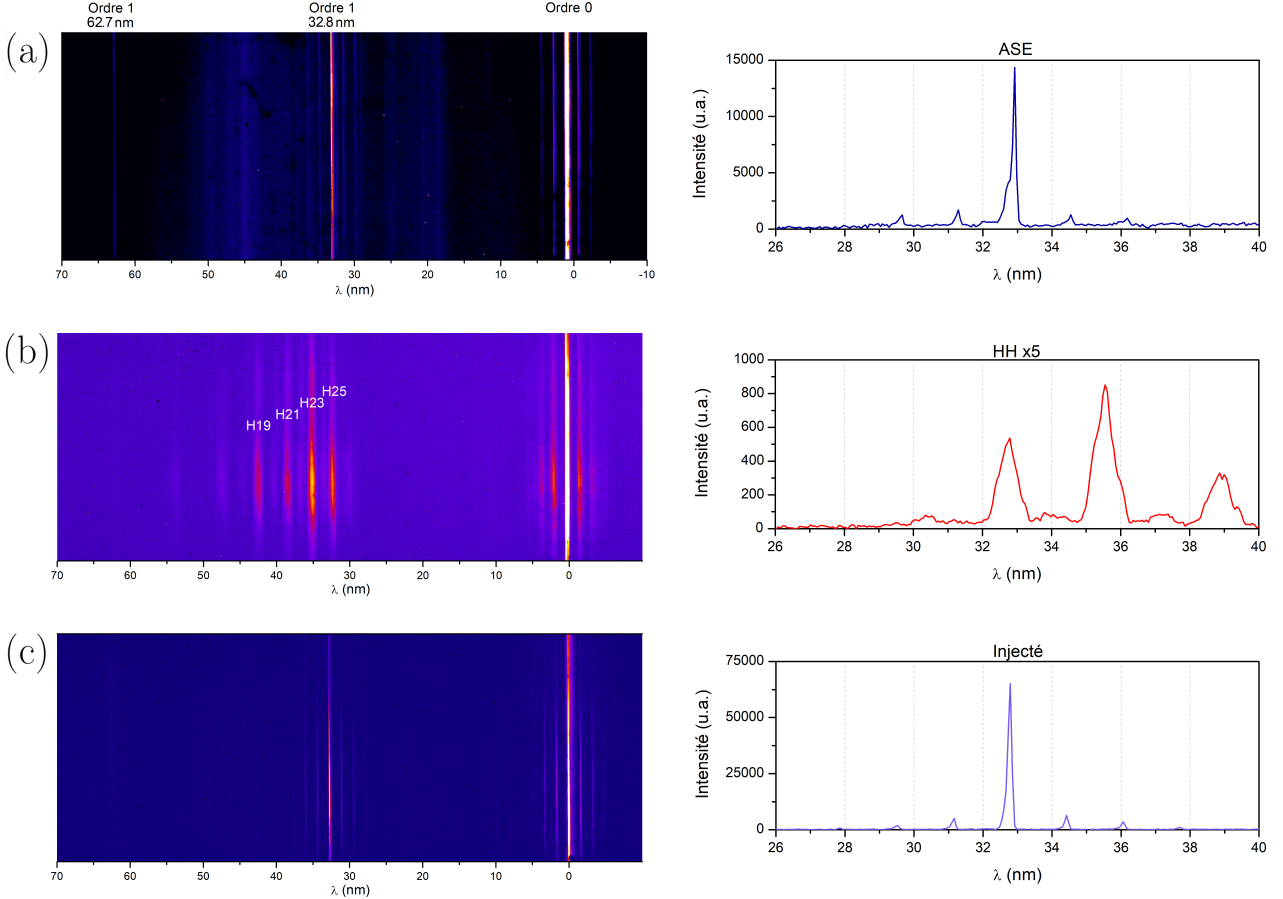 Ordre 1
62.7 nm
Ordre 1
32.8 nm
Ordre 0
(a)
70 60 50 40 30 20 10 0 -10
λ (nm)
ASE
Intensité (u.a.)
15000
10000
5000
0
26 28 30 32 34 36 38 40
λ (nm)
(b)
H19 H21 H23 H25
70 60 50 40 30 20 10 0
λ (nm)
HH x5
Intensité (u.a.)
1000
800
600
400
200
0
26 28 30 32 34 36 38 40
λ (nm)
(c)
70 60 50 40 30 20 10 0
λ (nm)
Injecté
Intensité (u.a.)
75000
50000
25000
0
26 28 30 32 34 36 38 40
λ (nm)